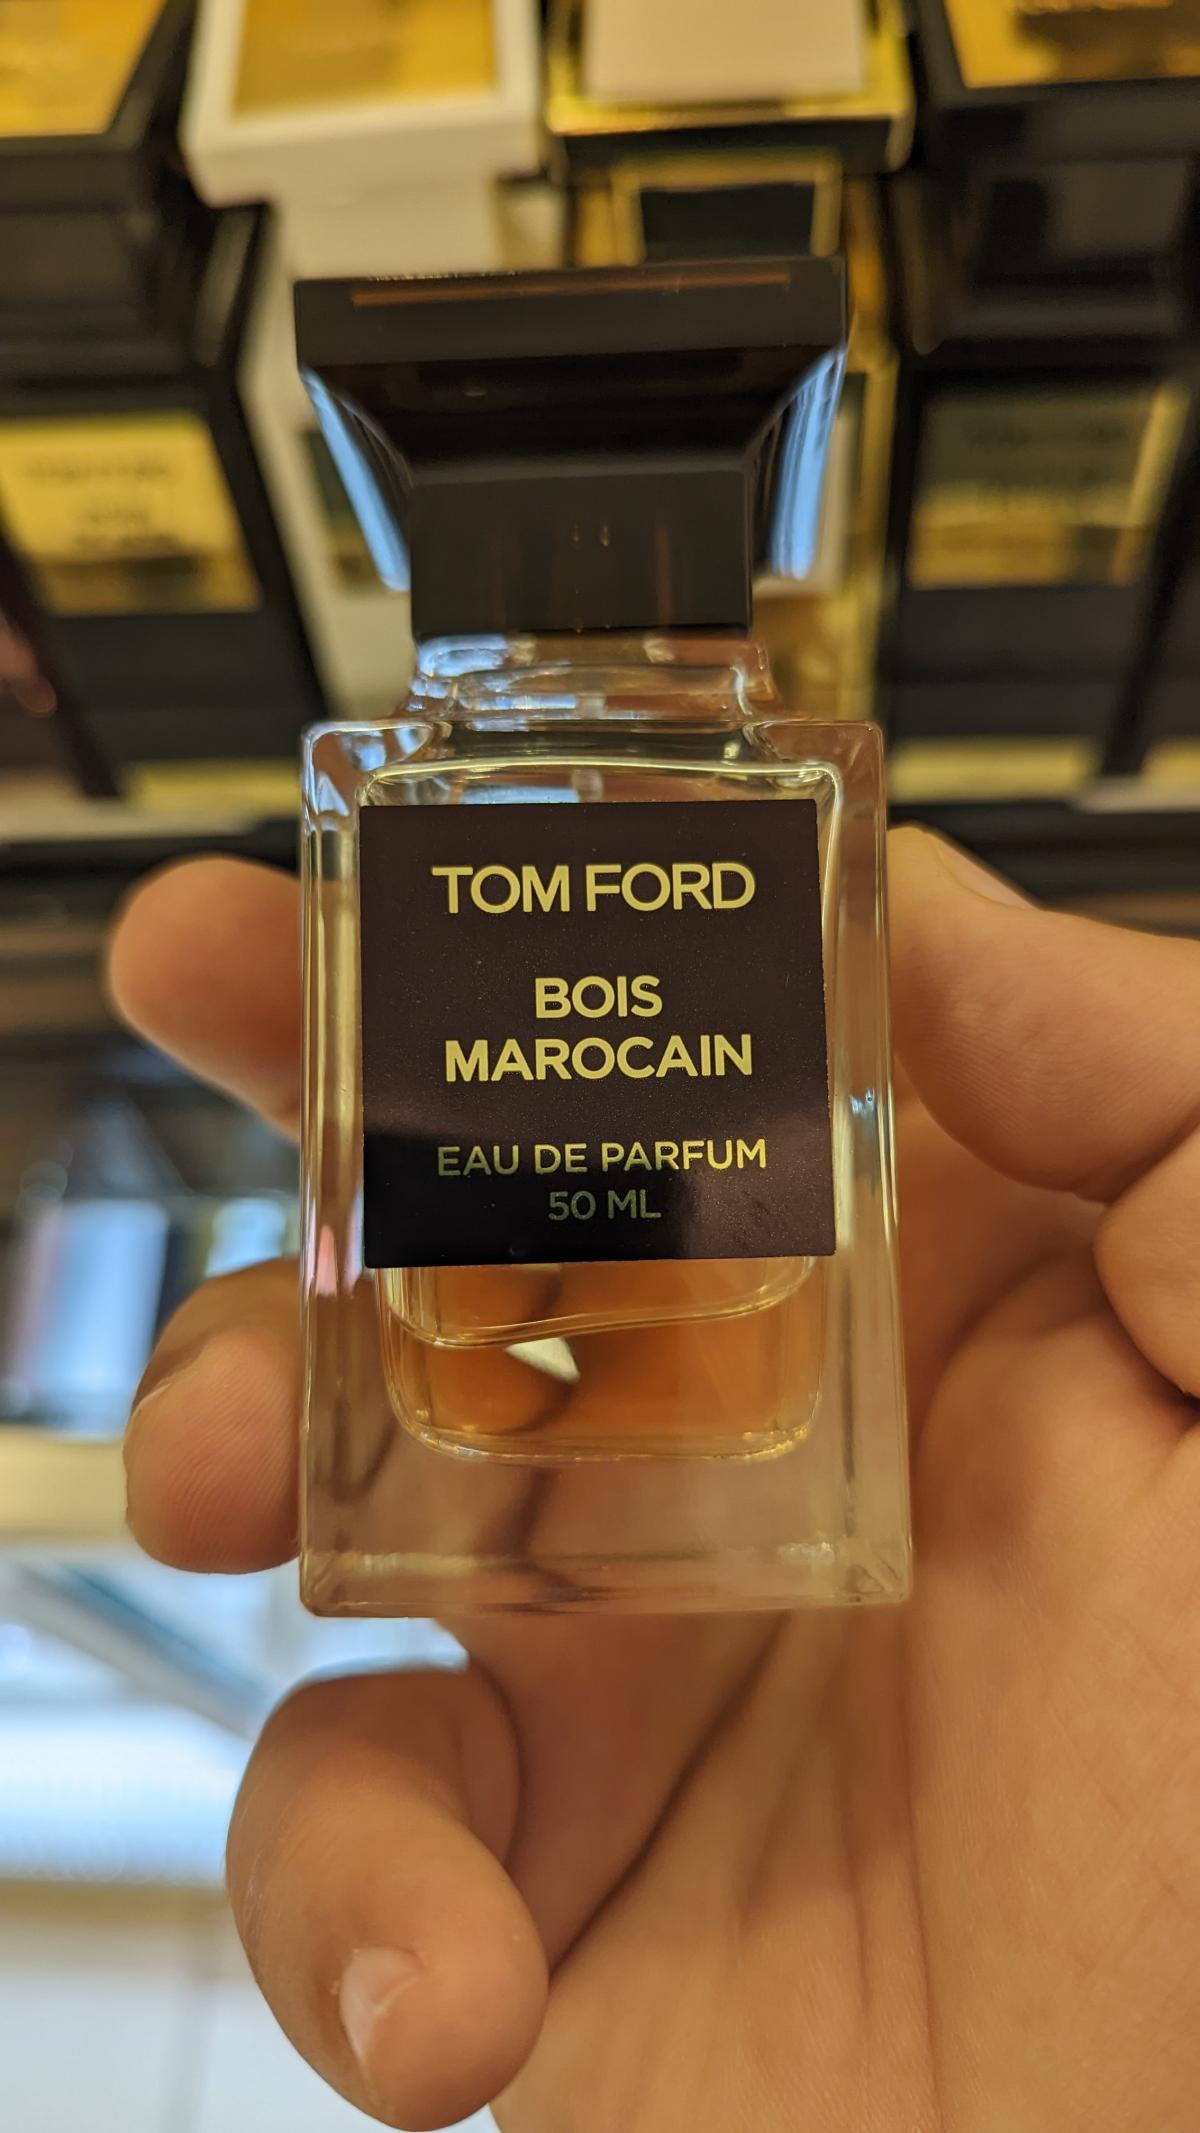 TOM FORD
BOIS
MAROCAIN
EAU DE PARFUM
50 ML